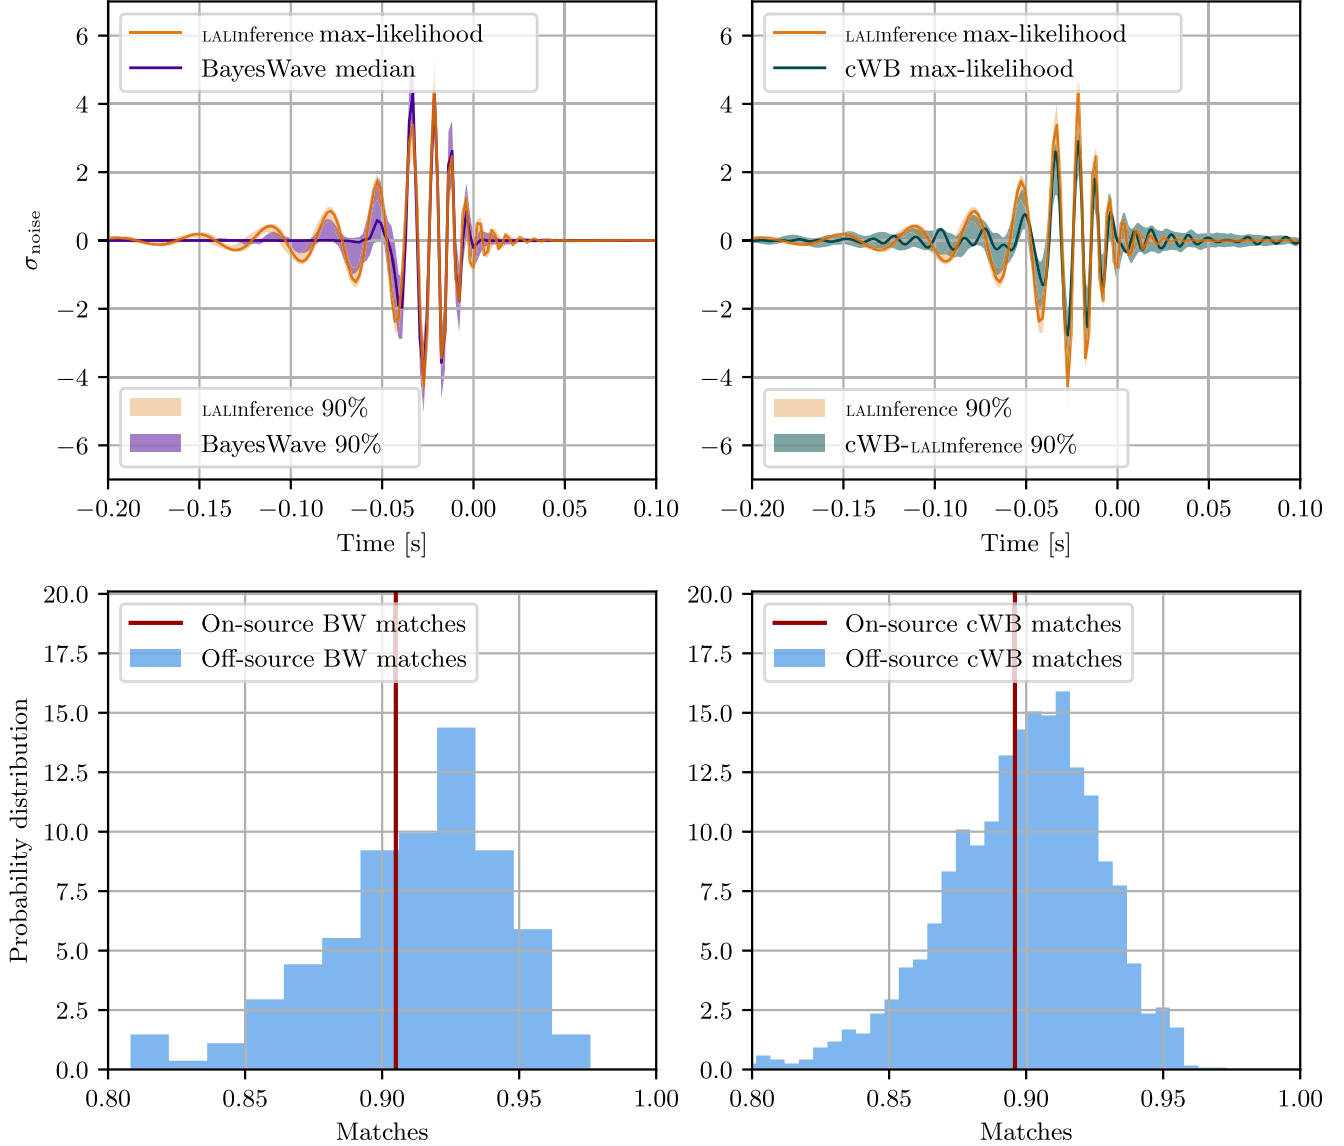 LALInference max-likelihood
BayesWave median
6
4
2
0
−2
−4
−6
σnoise
LALInference 90%
BayesWave 90%
−0.20 −0.15 −0.10 −0.05 0.00 0.05 0.10
Time [s]
LALInference max-likelihood
cWB max-likelihood
6
4
2
0
−2
−4
−6
LALInference 90%
cWB-LALInference 90%
−0.20 −0.15 −0.10 −0.05 0.00 0.05 0.10
Time [s]
On-source BW matches
Off-source BW matches
20.0
17.5
15.0
12.5
10.0
7.5
5.0
2.5
0.0
Probability distribution
0.80 0.85 0.90 0.95 1.00
Matches
On-source cWB matches
Off-source cWB matches
20.0
17.5
15.0
12.5
10.0
7.5
5.0
2.5
0.0
0.80 0.85 0.90 0.95 1.00
Matches